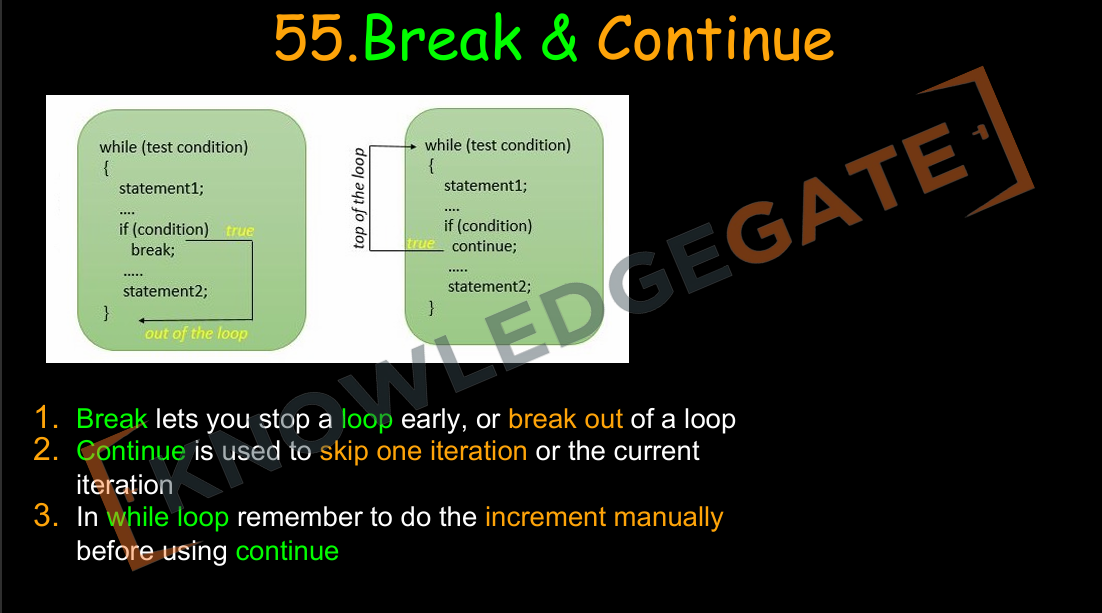 55.Break & Continue
while (test condition)
{
statement1;
....
if (condition)
true
break;
.....
statement2;
}
out of the loop
top of the loop
while (test condition)
{
statement1;
....
if (condition)
true
continue;
.....
statement2;
}
KNOWLEDGEGATE
1. Break lets you stop a loop early, or break out of a loop
2. Continue is used to skip one iteration or the current
iteration
3. In while loop remember to do the increment manually
before using continue